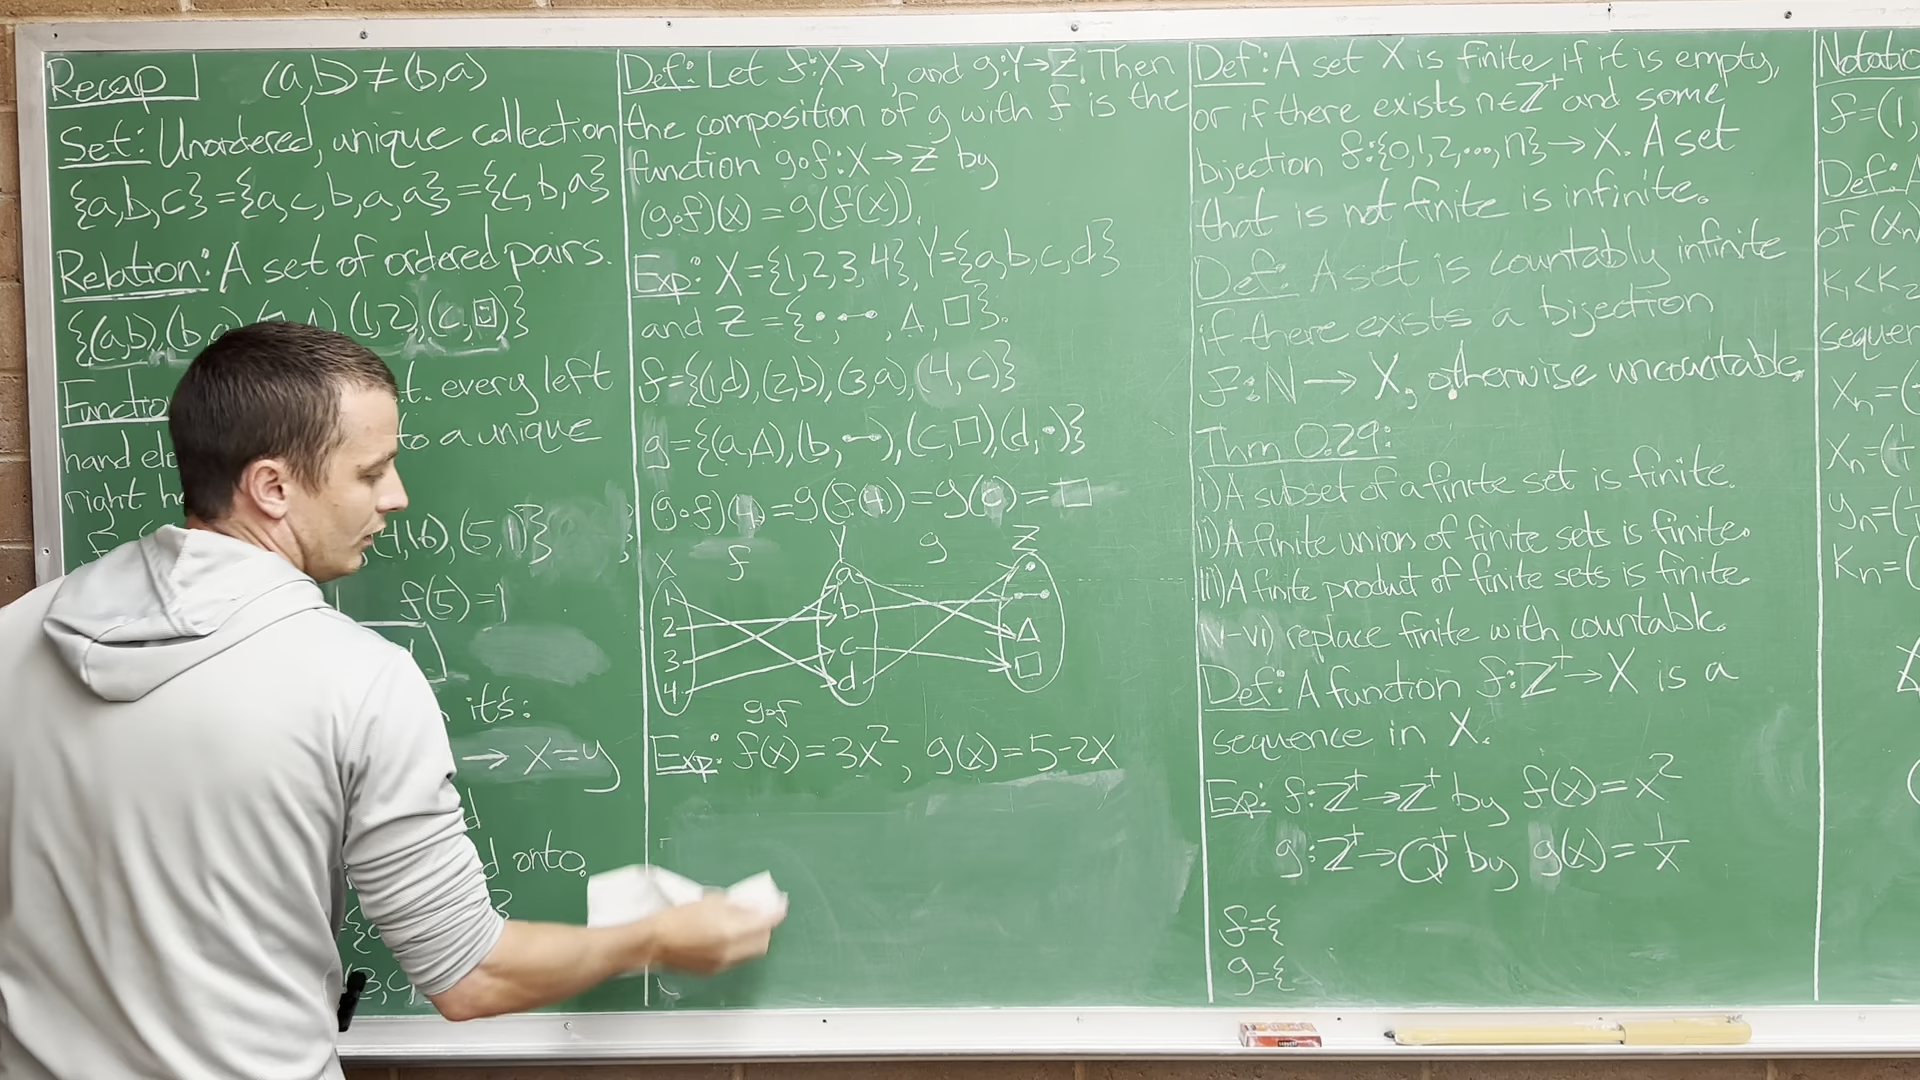 Recap (a,b) ≠ (b,a)
Set: Unordered, unique collection
{a,b,c} = {a,c,b,a,a} = {c,b,a}
Relation: A set of ordered pairs.
{(a,b),(b,a) (1,2),(c,⊡)}
Function t. every left
hand ele to a unique
right ha
(4,16),(5,1)}
f(5)=1
its:
→ x=y
d onto.
Def: Let f:X→Y, and g:Y→Z. Then
the composition of g with f is the
function g∘f:X→Z by
(g∘f)(x) = g(f(x)).
Exp: X={1,2,3,4}, Y={a,b,c,d}
and Z={•, •–•, Δ, □}.
f={(1,d),(2,b),(3,a),(4,c)}
g={(a,Δ),(b,•–•),(c,□)(d,•)}
(g∘f)(4)=g(f(4))=g(c)=□
X f Y g Z
1 a •
2 b •–•
3 c Δ
4 d □
g∘f
Exp: f(x)=3x², g(x)=5-2x
Def: A set X is finite if it is empty,
or if there exists n∈Z⁺ and some
bijection f:{0,1,2,...,n}→X. A set
that is not finite is infinite.
Def: A set is countably infinite
if there exists a bijection
f:N→X, otherwise uncountable.
Thm 0.29:
i) A subset of a finite set is finite.
ii) A finite union of finite sets is finite.
iii) A finite product of finite sets is finite.
iv-vi) replace finite with countable.
Def: A function f:Z⁺→X is a
sequence in X.
Exp: f:Z⁺→Z⁺ by f(x)=x²
g:Z⁺→Q⁺ by g(x)=1/x
f={
g={
Notatio
f=(1,
Def: A
of (xn)
K₁<K₂
sequen
Xn=(
Xn=(
yn=(
Kn=(